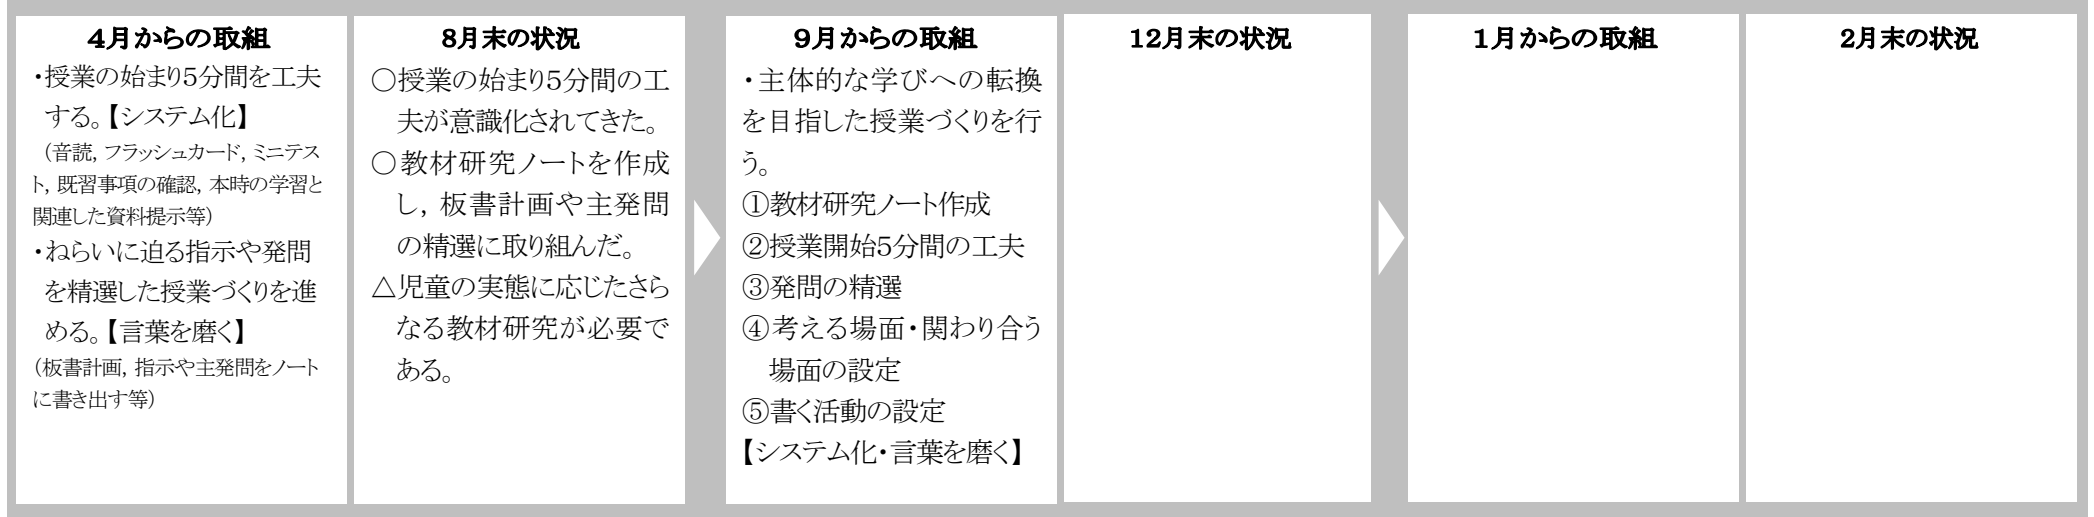 4月からの取組
・授業の始まり5分間を工夫
する。【システム化】
（音読，フラッシュカード，ミニテス
ト，既習事項の確認，本時の学習と
関連した資料提示等）
・ねらいに迫る指示や発問
を精選した授業づくりを進
める。【言葉を磨く】
（板書計画，指示や主発問をノート
に書き出す等）
8月末の状況
○授業の始まり5分間の工
夫が意識化されてきた。
○教材研究ノートを作成
し，板書計画や主発問
の精選に取り組んだ。
△児童の実態に応じたさら
なる教材研究が必要で
ある。
9月からの取組
・主体的な学びへの転換
を目指した授業づくりを行
う。
①教材研究ノート作成
②授業開始5分間の工夫
③発問の精選
④考える場面・関わり合う
場面の設定
⑤書く活動の設定
【システム化・言葉を磨く】
12月末の状況
1月からの取組
2月末の状況